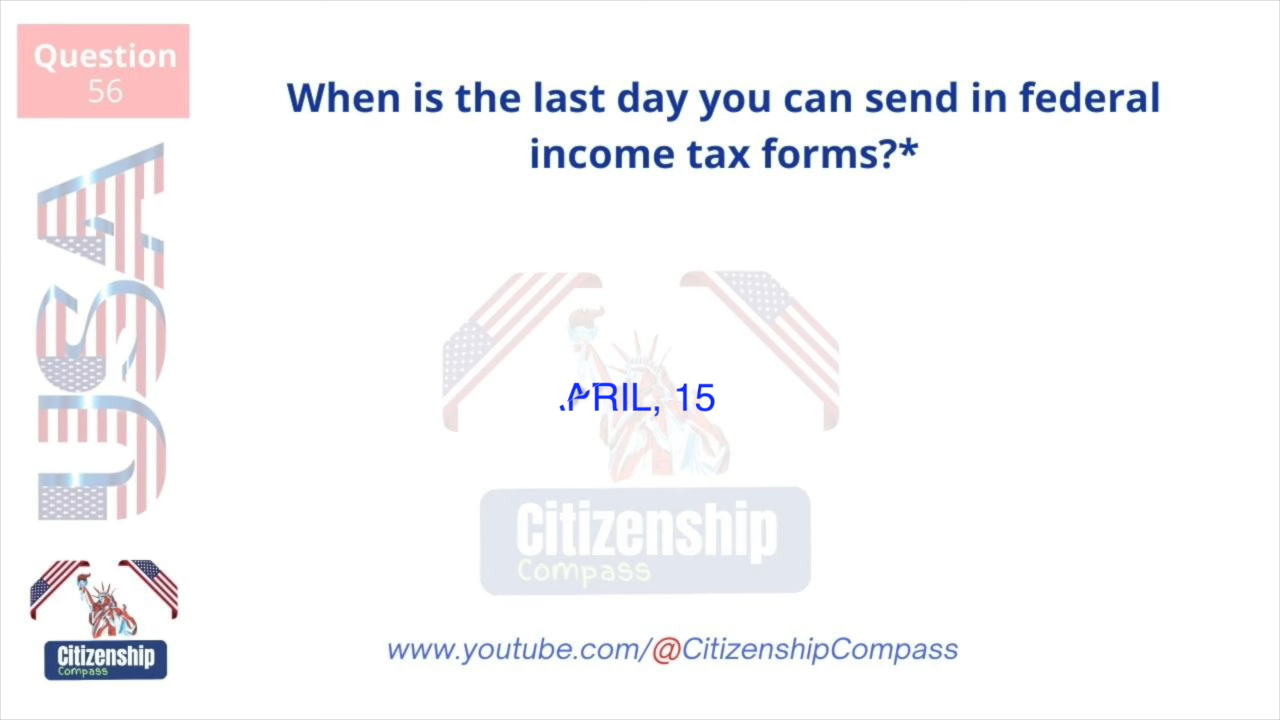 Question
56
When is the last day you can send in federal
income tax forms?*
USA
APRIL, 15
Citizenship
Compass
Citizenship
Compass
www.youtube.com/@CitizenshipCompass